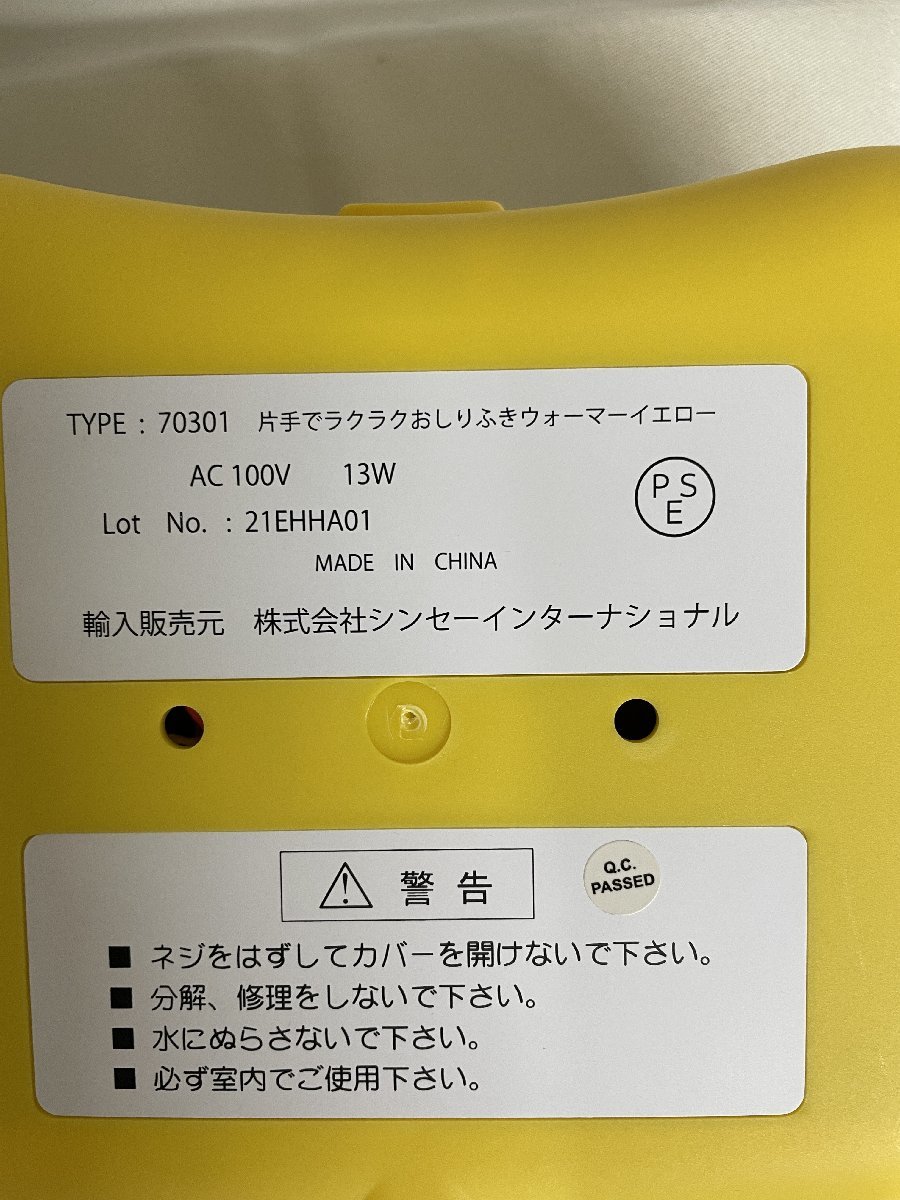 TYPE : 70301 片手でラクラクおしりふきウォーマーイエロー
AC 100V 13W
PSE
Lot No. : 21EHHA01
MADE IN CHINA
輸入販売元 株式会社シンセーインターナショナル
警告
Q.C.
PASSED
■ ネジをはずしてカバーを開けないで下さい。
■ 分解、修理をしないで下さい。
■ 水にぬらさないで下さい。
■ 必ず室内でご使用下さい。